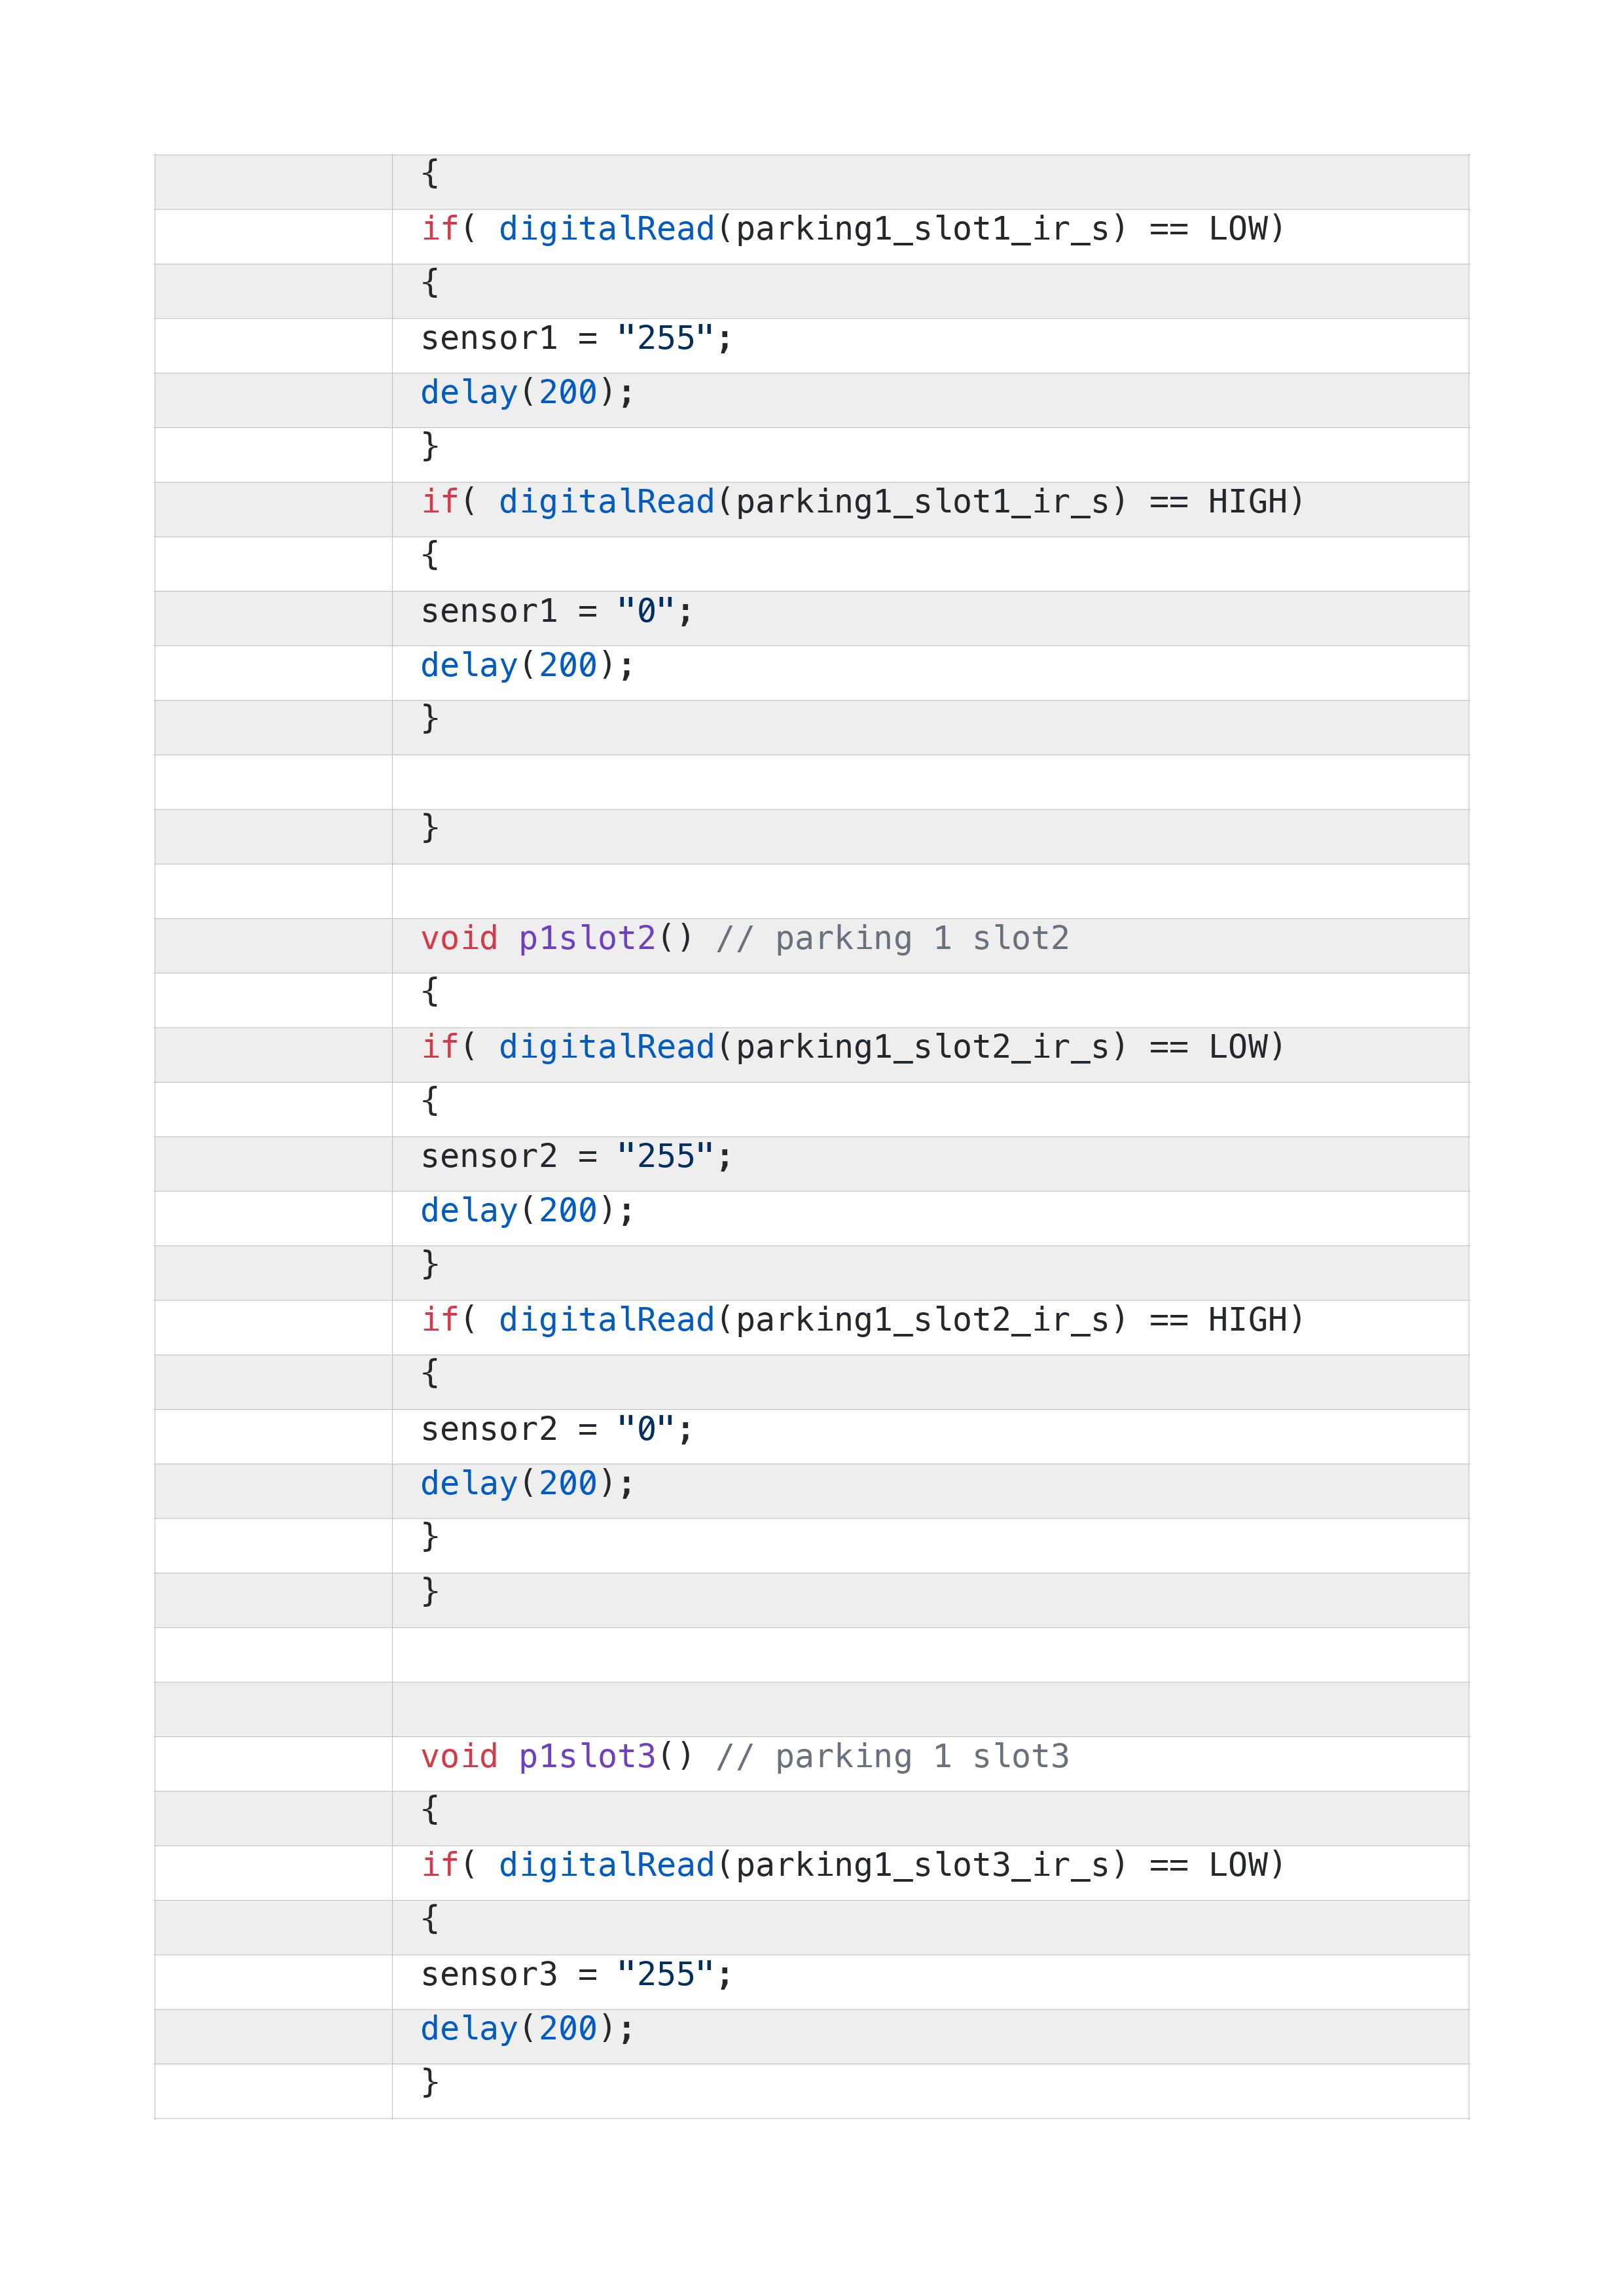 {
if( digitalRead(parking1_slot1_ir_s) == LOW)
{
sensor1 = "255";
delay(200);
}
if( digitalRead(parking1_slot1_ir_s) == HIGH)
{
sensor1 = "0";
delay(200);
}
}
void p1slot2() // parking 1 slot2
{
if( digitalRead(parking1_slot2_ir_s) == LOW)
{
sensor2 = "255";
delay(200);
}
if( digitalRead(parking1_slot2_ir_s) == HIGH)
{
sensor2 = "0";
delay(200);
}
}
void p1slot3() // parking 1 slot3
{
if( digitalRead(parking1_slot3_ir_s) == LOW)
{
sensor3 = "255";
delay(200);
}